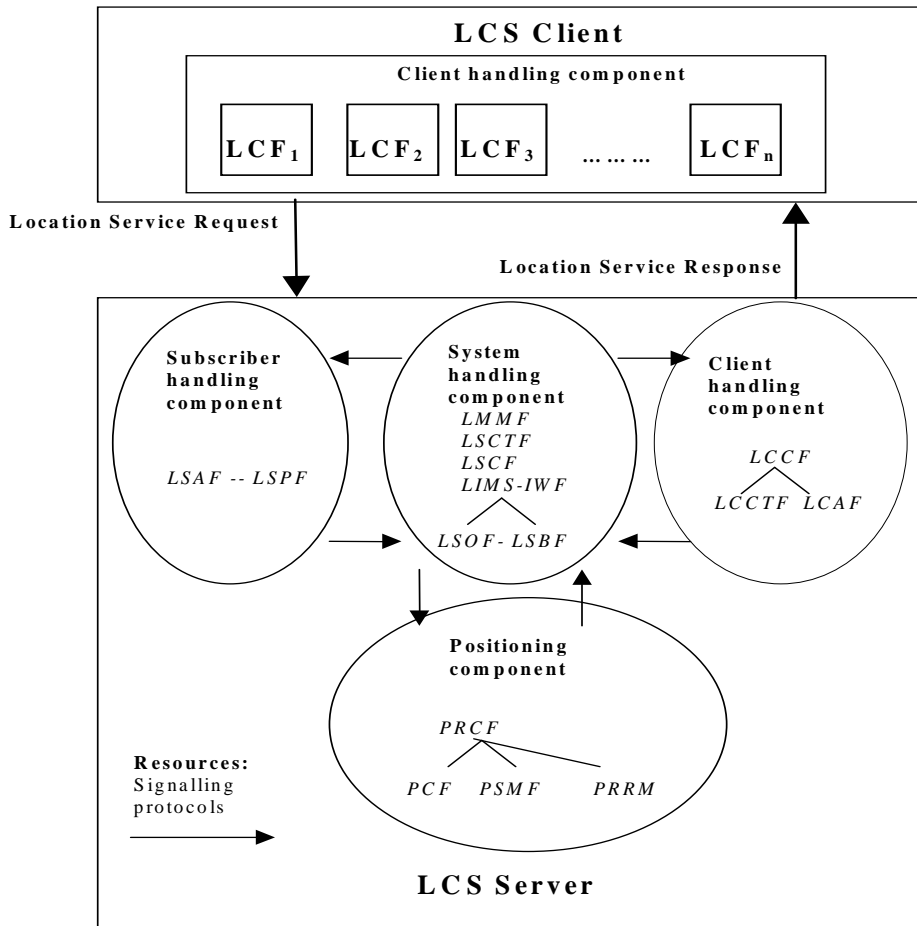 LCS Client
Client handling component
LCF1 LCF2 LCF3 ... ... ... LCFn
Location Service Request
Location Service Response
Subscriber
handling
component
LSAF -- LSPF
System
handling
component
LMMF
LSCTF
LSCF
LIMS-IWF
LSOF - LSBF
Client
handling
component
LCCF
LCCTF LCAF
Positioning
component
PRCF
PCF PSMF PRRM
Resources:
Signalling
protocols
LCS Server